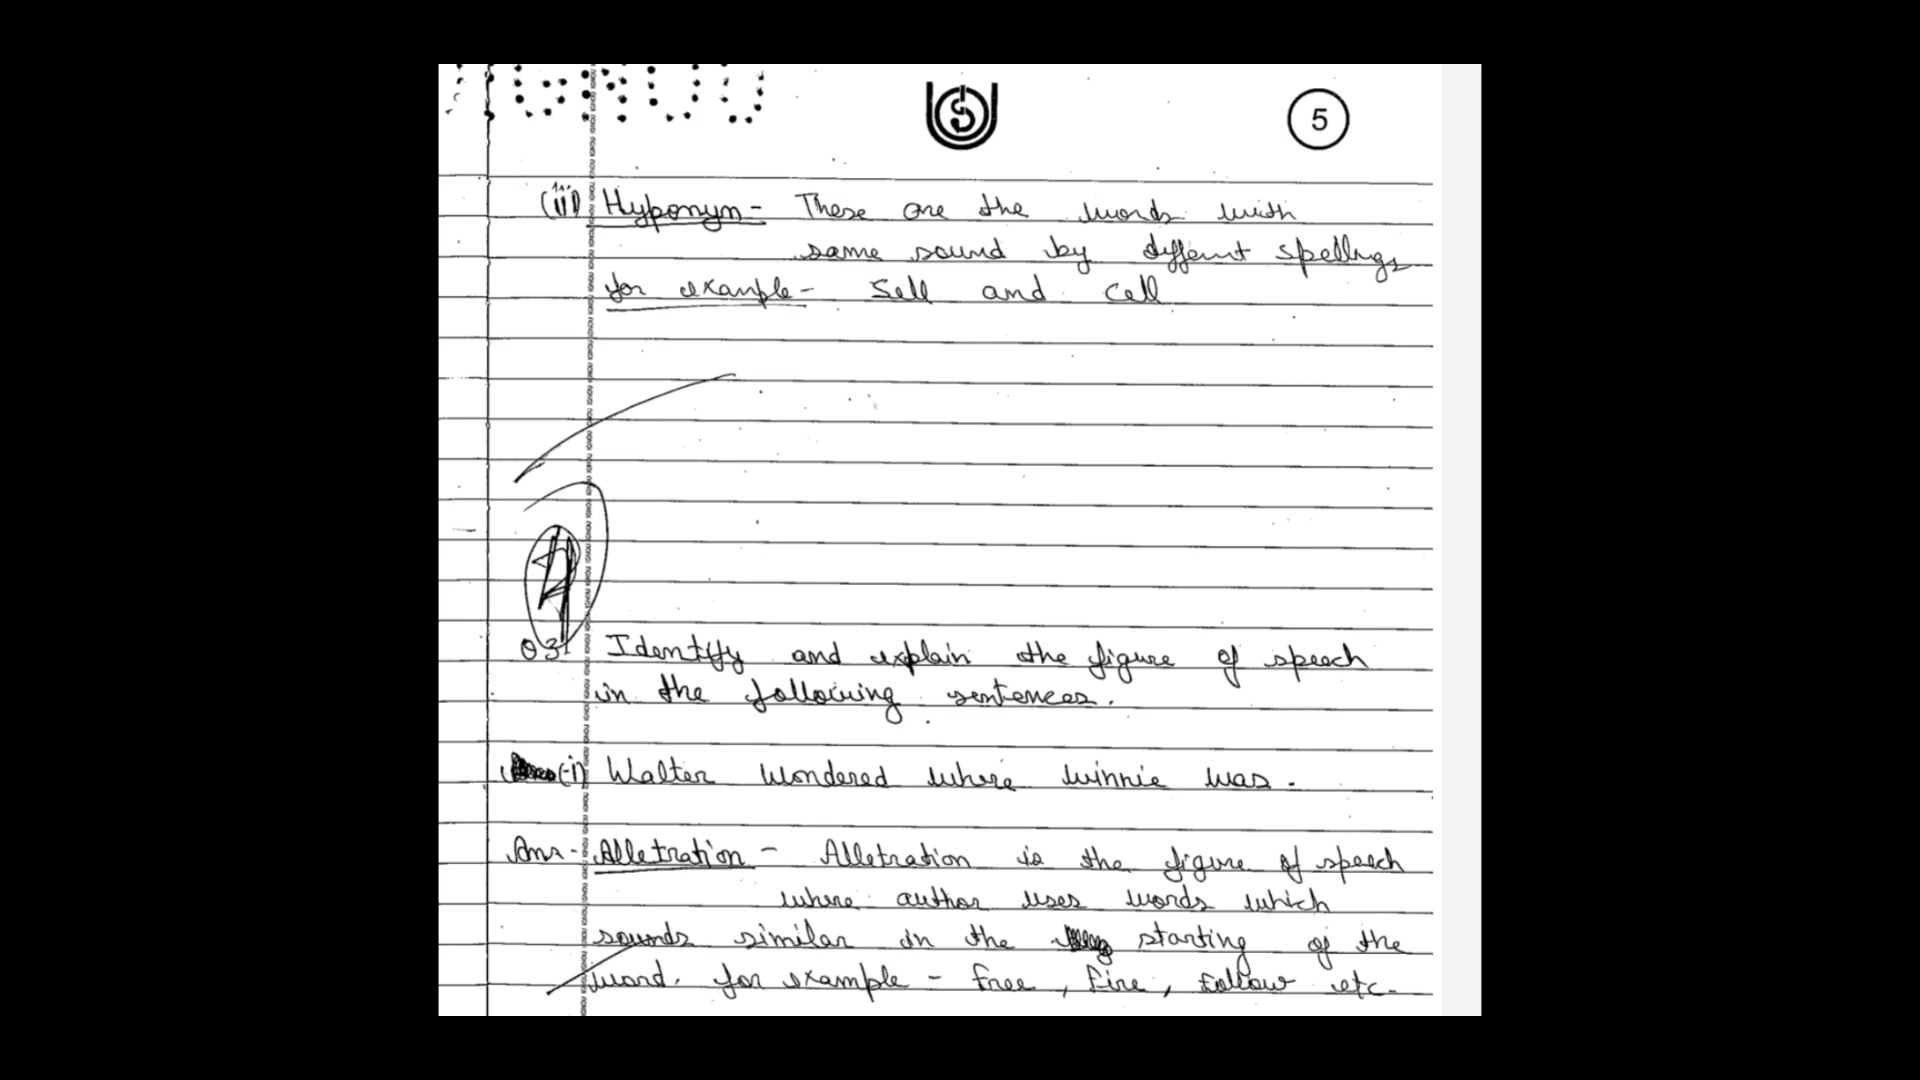 IGNOU
5
(iii) Hyponym - These are the words with
same sound by different spellings
for example - Sell and Cell
Q3. Identify and explain the figure of speech
in the following sentences.
(i) Walter wondered where winnie was.
Ans - Alletration - Alletration is the figure of speech
where author uses words which
sounds similar in the starting of the
word. for example - Free, Fire, Follow etc.